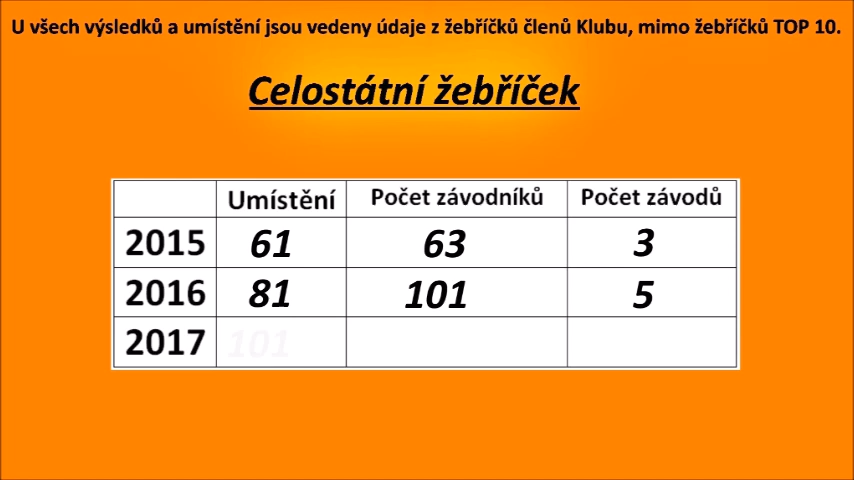 U všech výsledků a umístění jsou vedeny údaje z žebříčků členů Klubu, mimo žebříčků TOP 10.
Celostátní žebříček
Umístění Počet závodníků Počet závodů
2015 61 63 3
2016 81 101 5
2017 101